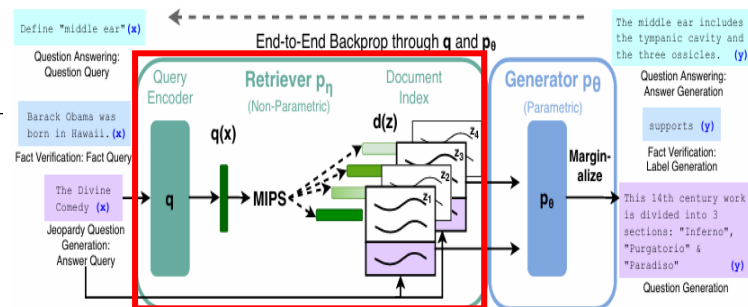 Define "middle ear" (x)
Question Answering:
Question Query
Barack Obama was
born in Hawaii. (x)
Fact Verification: Fact Query
The Divine
Comedy (x)
Jeopardy Question
Generation:
Answer Query
End-to-End Backprop through q and pθ
Query
Encoder
q
q(x)
Retriever pη
(Non-Parametric)
MIPS
Document
Index
d(z)
z4
z3
z2
z1
Generator pθ
(Parametric)
pθ
Margin-
alize
The middle ear includes
the tympanic cavity and
the three ossicles. (y)
Question Answering:
Answer Generation
supports (y)
Fact Verification:
Label Generation
This 14th century work
is divided into 3
sections: "Inferno",
"Purgatorio" &
"Paradiso" (y)
Question Generation